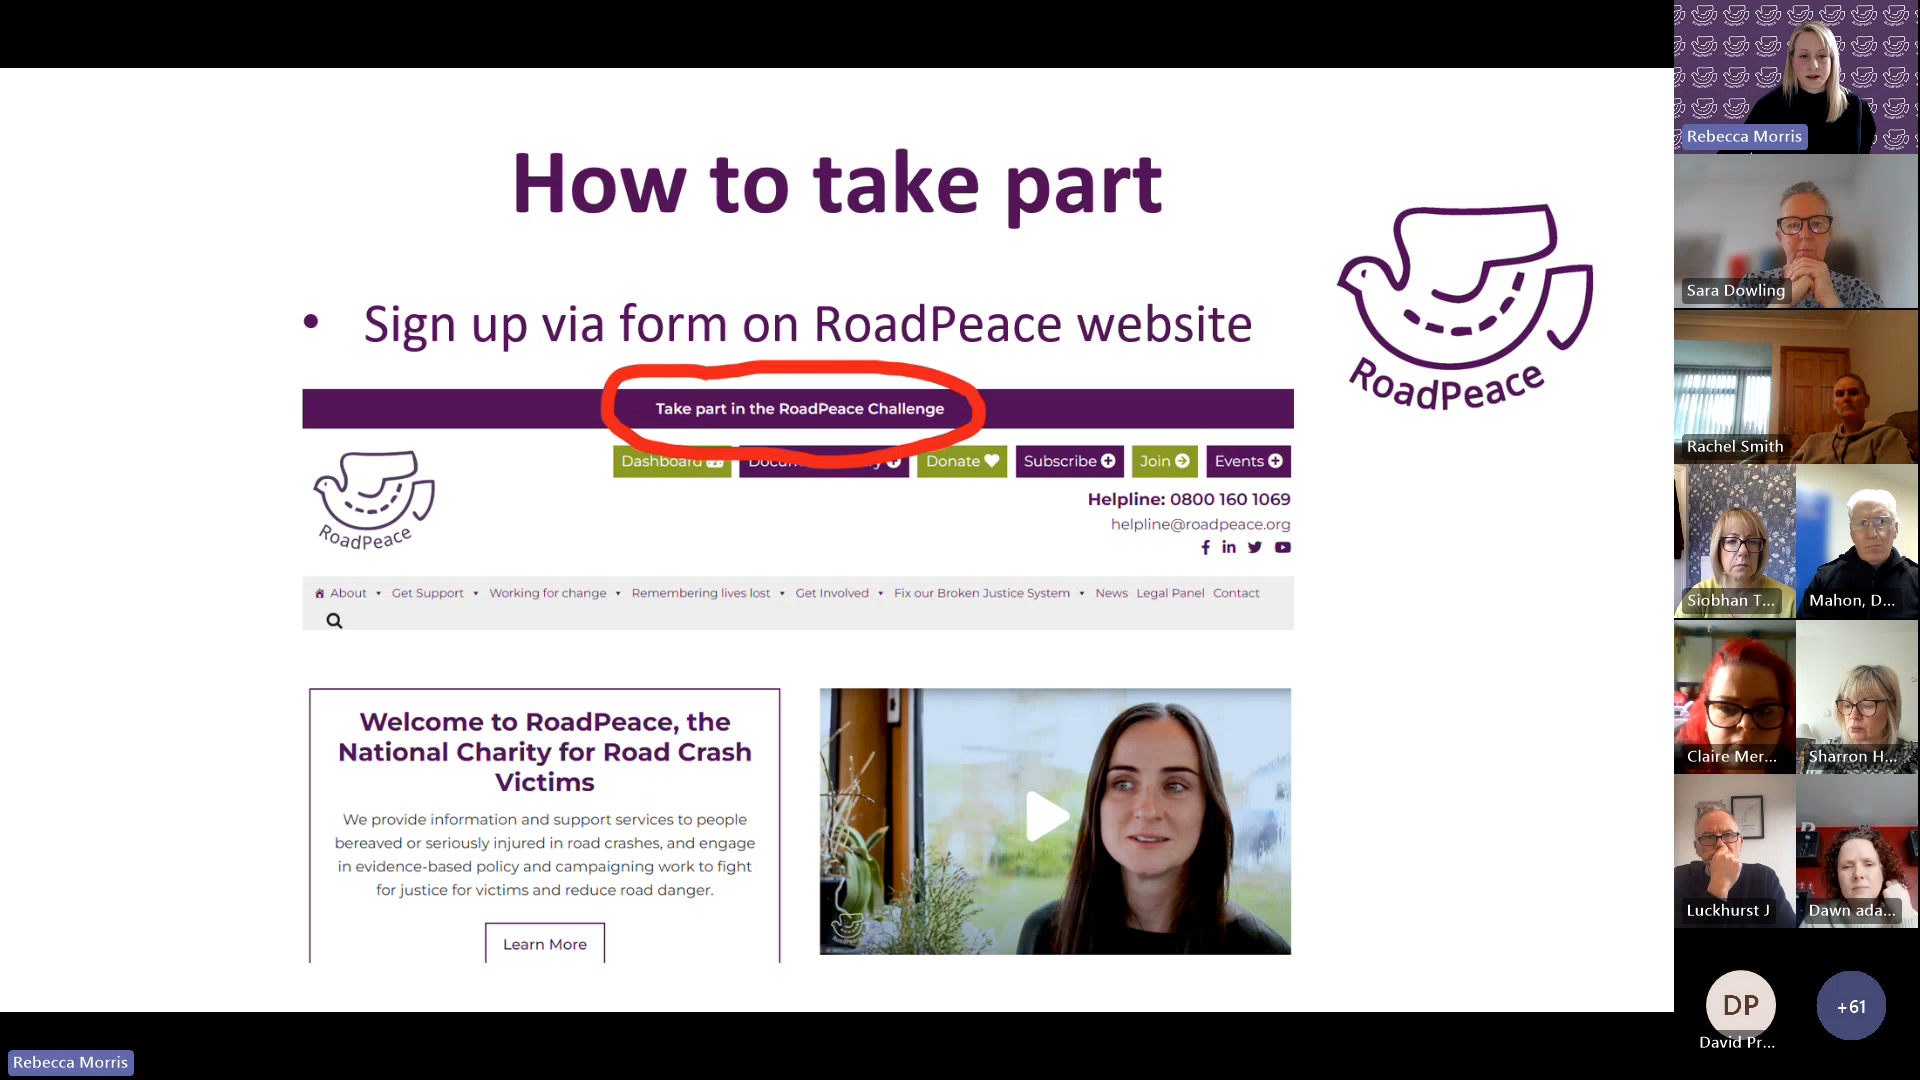 How to take part
• Sign up via form on RoadPeace website
RoadPeace
Take part in the RoadPeace Challenge
Dashboard
Donate
Subscribe
Join
Events
RoadPeace
Helpline: 0800 160 1069
helpline@roadpeace.org
About Get Support Working for change Remembering lives lost Get Involved Fix our Broken Justice System News Legal Panel Contact
Welcome to RoadPeace, the
National Charity for Road Crash
Victims
We provide information and support services to people
bereaved or seriously injured in road crashes, and engage
in evidence-based policy and campaigning work to fight
for justice for victims and reduce road danger.
Learn More
Rebecca Morris
Sara Dowling
Rachel Smith
Siobhan T...
Mahon, D...
Claire Mer...
Sharron H...
Luckhurst J
Dawn ada...
DP
David Pr...
+61
Rebecca Morris